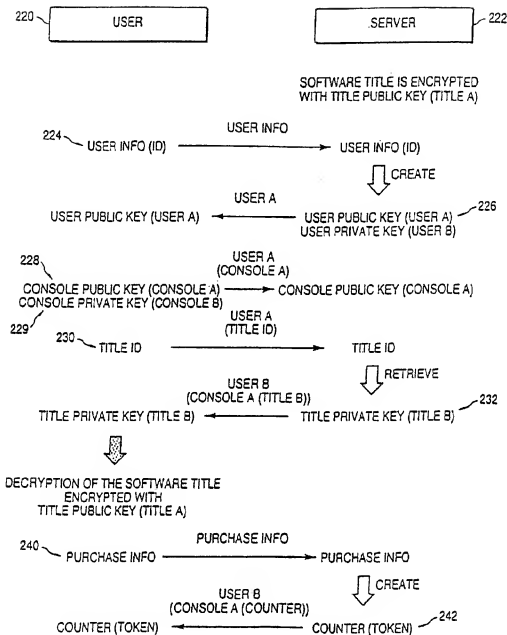 220 USER SERVER 222
SOFTWARE TITLE IS ENCRYPTED
WITH TITLE PUBLIC KEY (TITLE A)
USER INFO
224 USER INFO (ID) USER INFO (ID)
CREATE
USER A
USER PUBLIC KEY (USER A) USER PUBLIC KEY (USER A) 226
USER PRIVATE KEY (USER B)
228 USER A
(CONSOLE A)
CONSOLE PUBLIC KEY (CONSOLE A) CONSOLE PUBLIC KEY (CONSOLE A)
CONSOLE PRIVATE KEY (CONSOLE B)
229 USER A
(TITLE ID)
230 TITLE ID TITLE ID
RETRIEVE
USER B
(CONSOLE A (TITLE B))
TITLE PRIVATE KEY (TITLE B) TITLE PRIVATE KEY (TITLE B) 232
DECRYPTION OF THE SOFTWARE TITLE
ENCRYPTED WITH
TITLE PUBLIC KEY (TITLE A)
PURCHASE INFO
240 PURCHASE INFO PURCHASE INFO
CREATE
USER B
(CONSOLE A (COUNTER))
COUNTER (TOKEN) COUNTER (TOKEN) 242